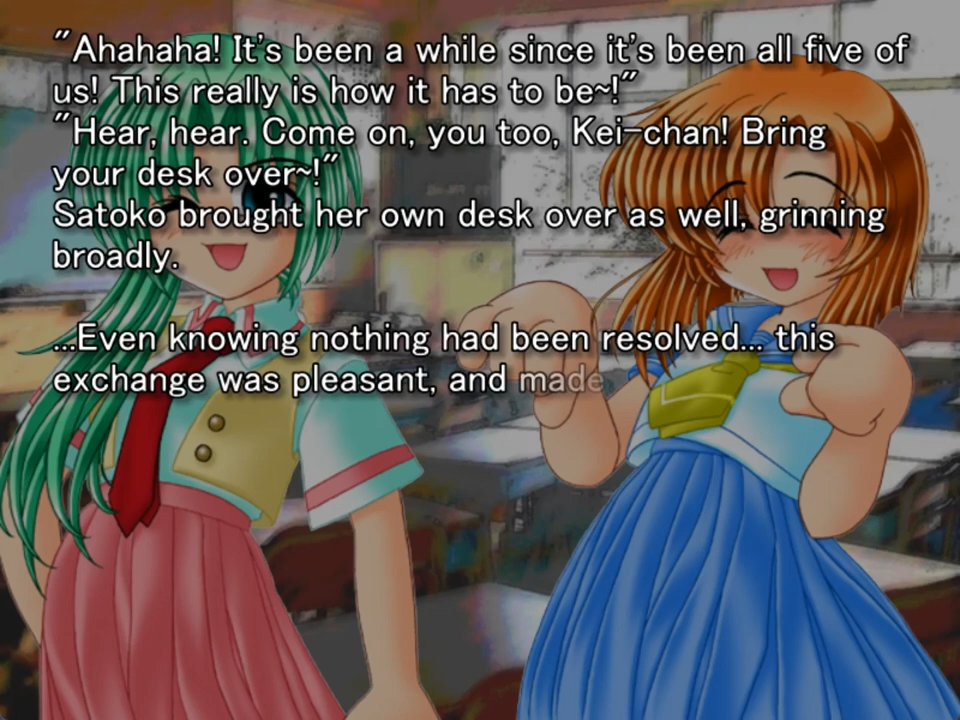 "Ahahaha! It's been a while since it's been all five of
us! This really is how it has to be~!"
"Hear, hear. Come on, you too, Kei-chan! Bring
your desk over~!"
Satoko brought her own desk over as well, grinning
broadly.
...Even knowing nothing had been resolved... this
exchange was pleasant, and made